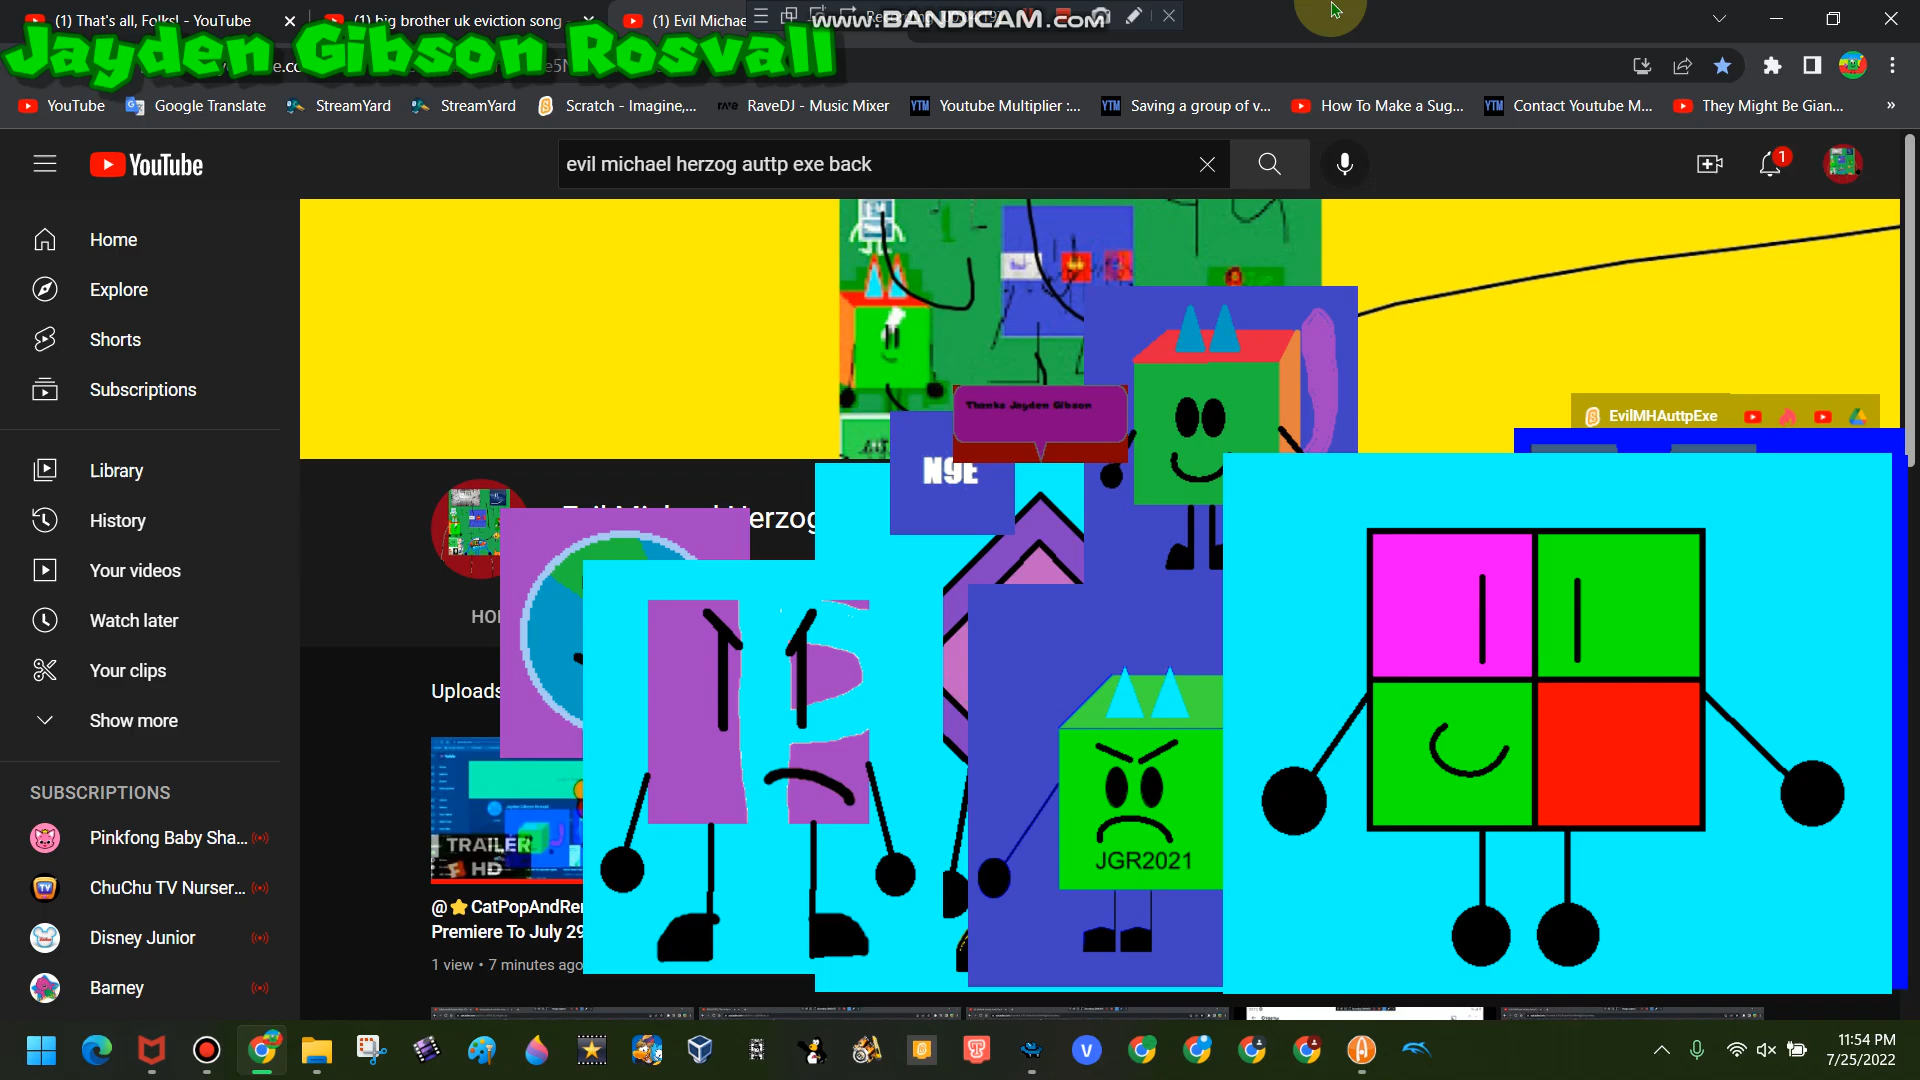 (1) That's all, Folks! - YouTube
(1) big brother uk eviction song
(1) Evil Michae
www.BANDICAM.com
Jayden Gibson Rosvall
YouTube
Google Translate
StreamYard
StreamYard
Scratch - Imagine,...
RaveDJ - Music Mixer
YTM Youtube Multiplier :...
YTM Saving a group of v...
How To Make a Sug...
YTM Contact Youtube M...
They Might Be Gian...
»
YouTube
evil michael herzog auttp exe back
1
Home
Explore
Shorts
Subscriptions
Library
History
Your videos
Watch later
Your clips
Show more
SUBSCRIPTIONS
Pinkfong Baby Sha...
ChuChu TV Nurser...
Disney Junior
Barney
EvilMHAuttpExe
Thanks Jayden Gibson
N9E
erzog
HO
Uploads
TRAILER
HD
@⭐CatPopAndRe
Premiere To July 29
1 view • 7 minutes ago
JGR2021
11:54 PM
7/25/2022